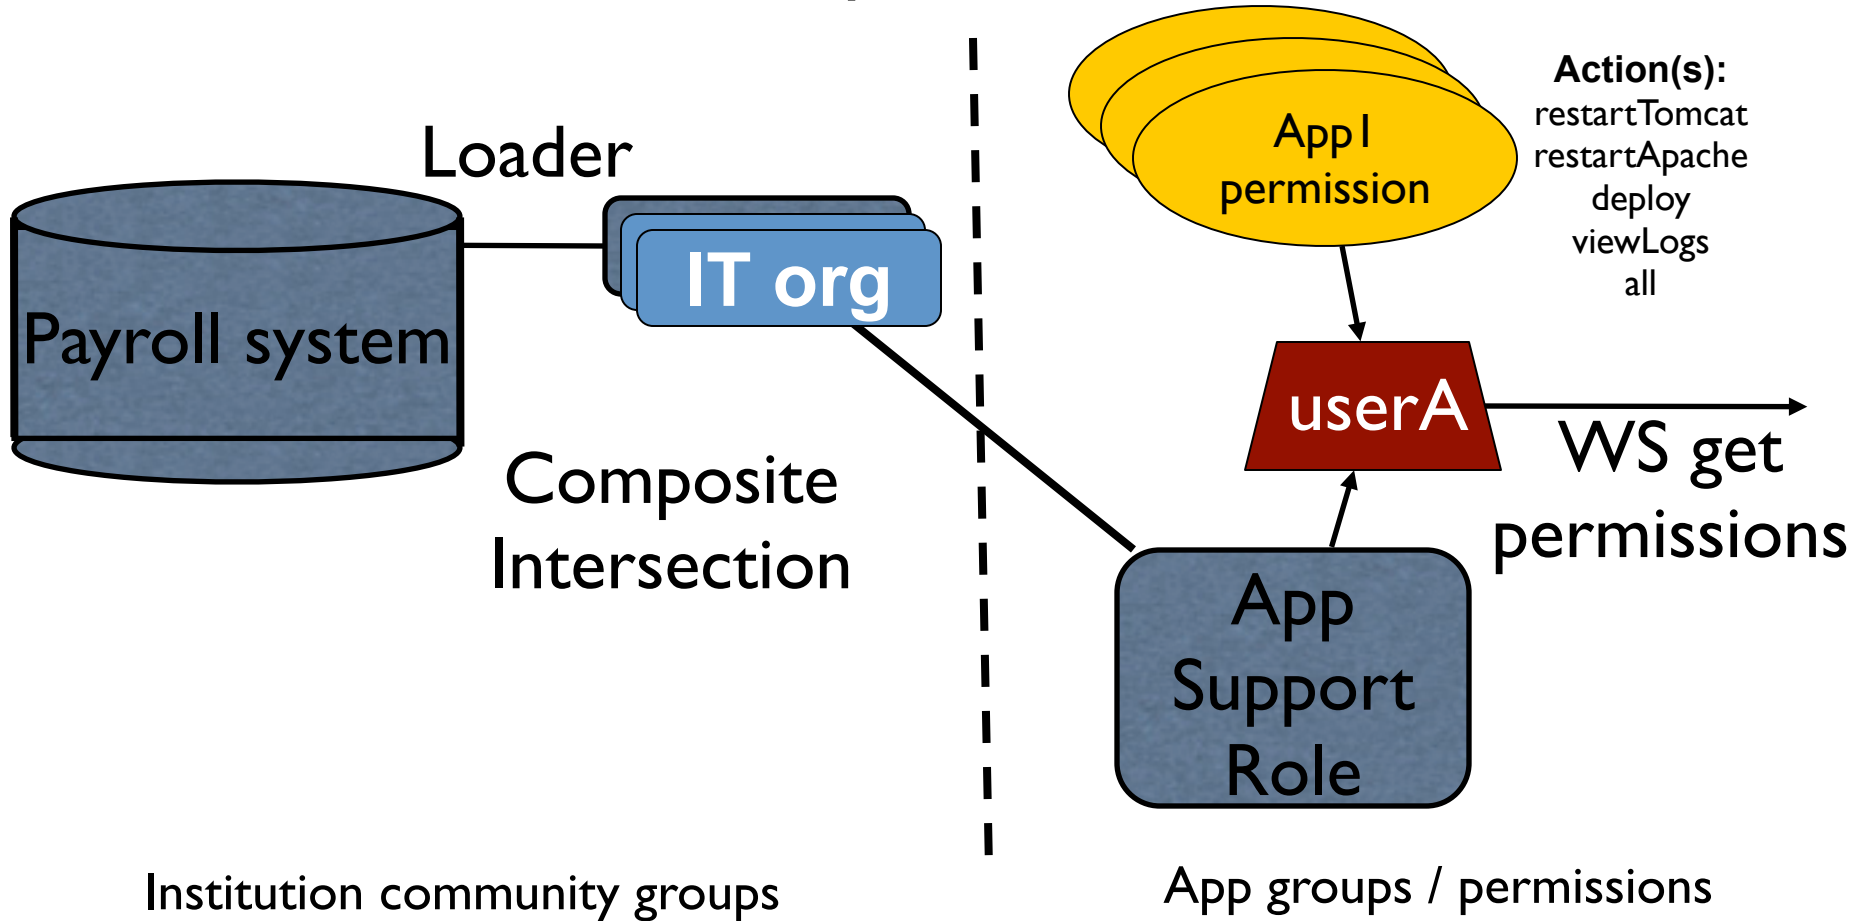 Loader
Payroll system
IT org
Composite
Intersection
Institution community groups
App1
permission
Action(s):
restartTomcat
restartApache
deploy
viewLogs
all
userA
WS get
permissions
App
Support
Role
App groups / permissions